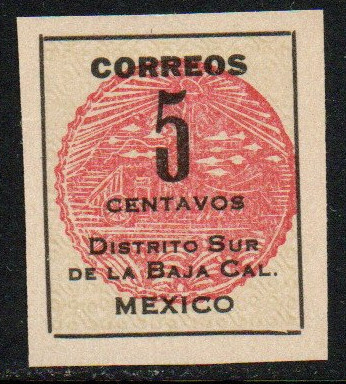 CORREOS
5
CENTAVOS
DISTRITO SUR
DE LA BAJA CAL.
MEXICO